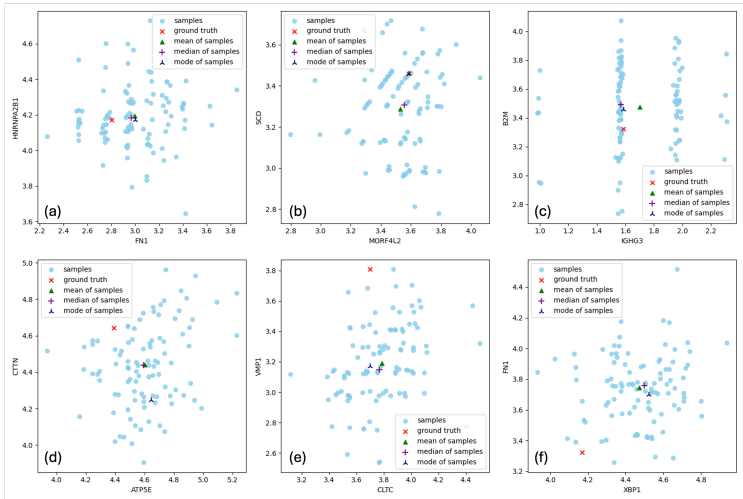 samples
ground truth
mean of samples
median of samples
mode of samples
4.6
4.4
4.2
4.0
3.8
3.6
HNRNPA2B1
2.2 2.4 2.6 2.8 3.0 3.2 3.4 3.6 3.8
FN1
(a)
samples
ground truth
mean of samples
median of samples
mode of samples
3.6
3.4
3.2
3.0
2.8
SCD
2.8 3.0 3.2 3.4 3.6 3.8 4.0
MORF4L2
(b)
4.0
3.8
3.6
3.4
3.2
3.0
2.8
B2M
samples
ground truth
mean of samples
median of samples
mode of samples
1.0 1.2 1.4 1.6 1.8 2.0 2.2
IGHG3
(c)
samples
ground truth
mean of samples
median of samples
mode of samples
5.0
4.8
4.6
4.4
4.2
4.0
CTTN
4.0 4.2 4.4 4.6 4.8 5.0 5.2
ATP5E
(d)
3.8
3.6
3.4
3.2
3.0
2.8
2.6
VMP1
samples
ground truth
mean of samples
median of samples
mode of samples
3.2 3.4 3.6 3.8 4.0 4.2 4.4
CLTC
(e)
samples
ground truth
mean of samples
median of samples
mode of samples
4.4
4.2
4.0
3.8
3.6
3.4
3.2
FN1
4.0 4.2 4.4 4.6 4.8
XBP1
(f)